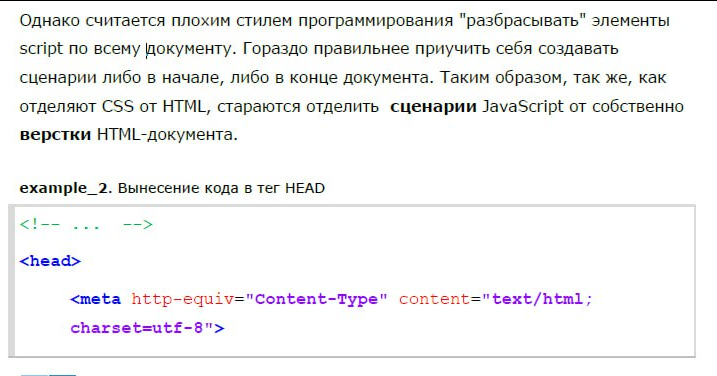 Однако считается плохим стилем программирования "разбрасывать" элементы
script по всему документу. Гораздо правильнее приучить себя создавать
сценарии либо в начале, либо в конце документа. Таким образом, так же, как
отделяют CSS от HTML, стараются отделить сценарии JavaScript от собственно
верстки HTML-документа.
example_2. Вынесение кода в тег HEAD
<!-- ... -->
<head>
<meta http-equiv="Content-Type" content="text/html;
charset=utf-8">